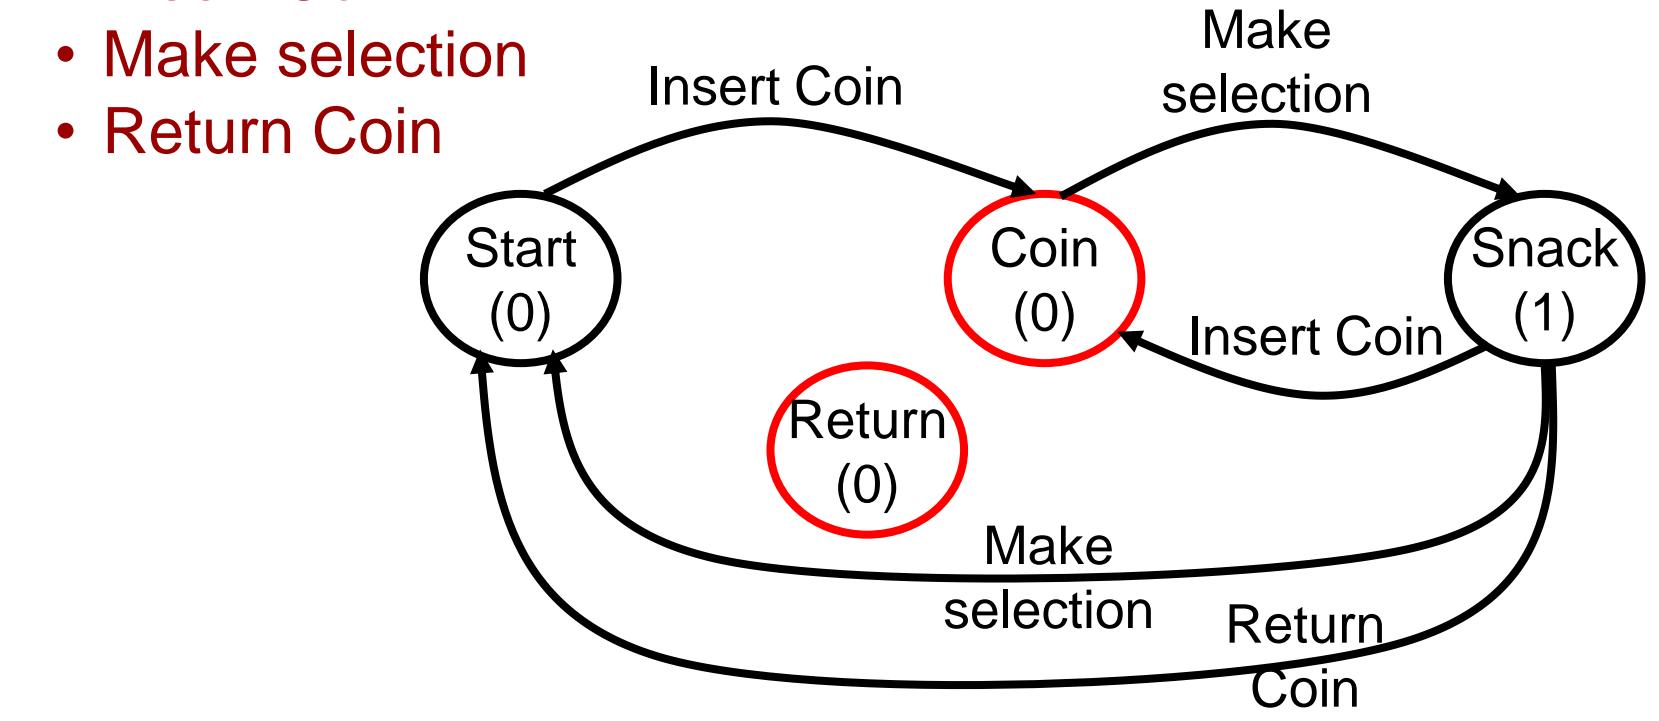 • Make selection
• Return Coin
Insert Coin
Make
selection
Start
(0)
Coin
(0)
Snack
(1)
Insert Coin
Return
(0)
Make
selection
Return
Coin